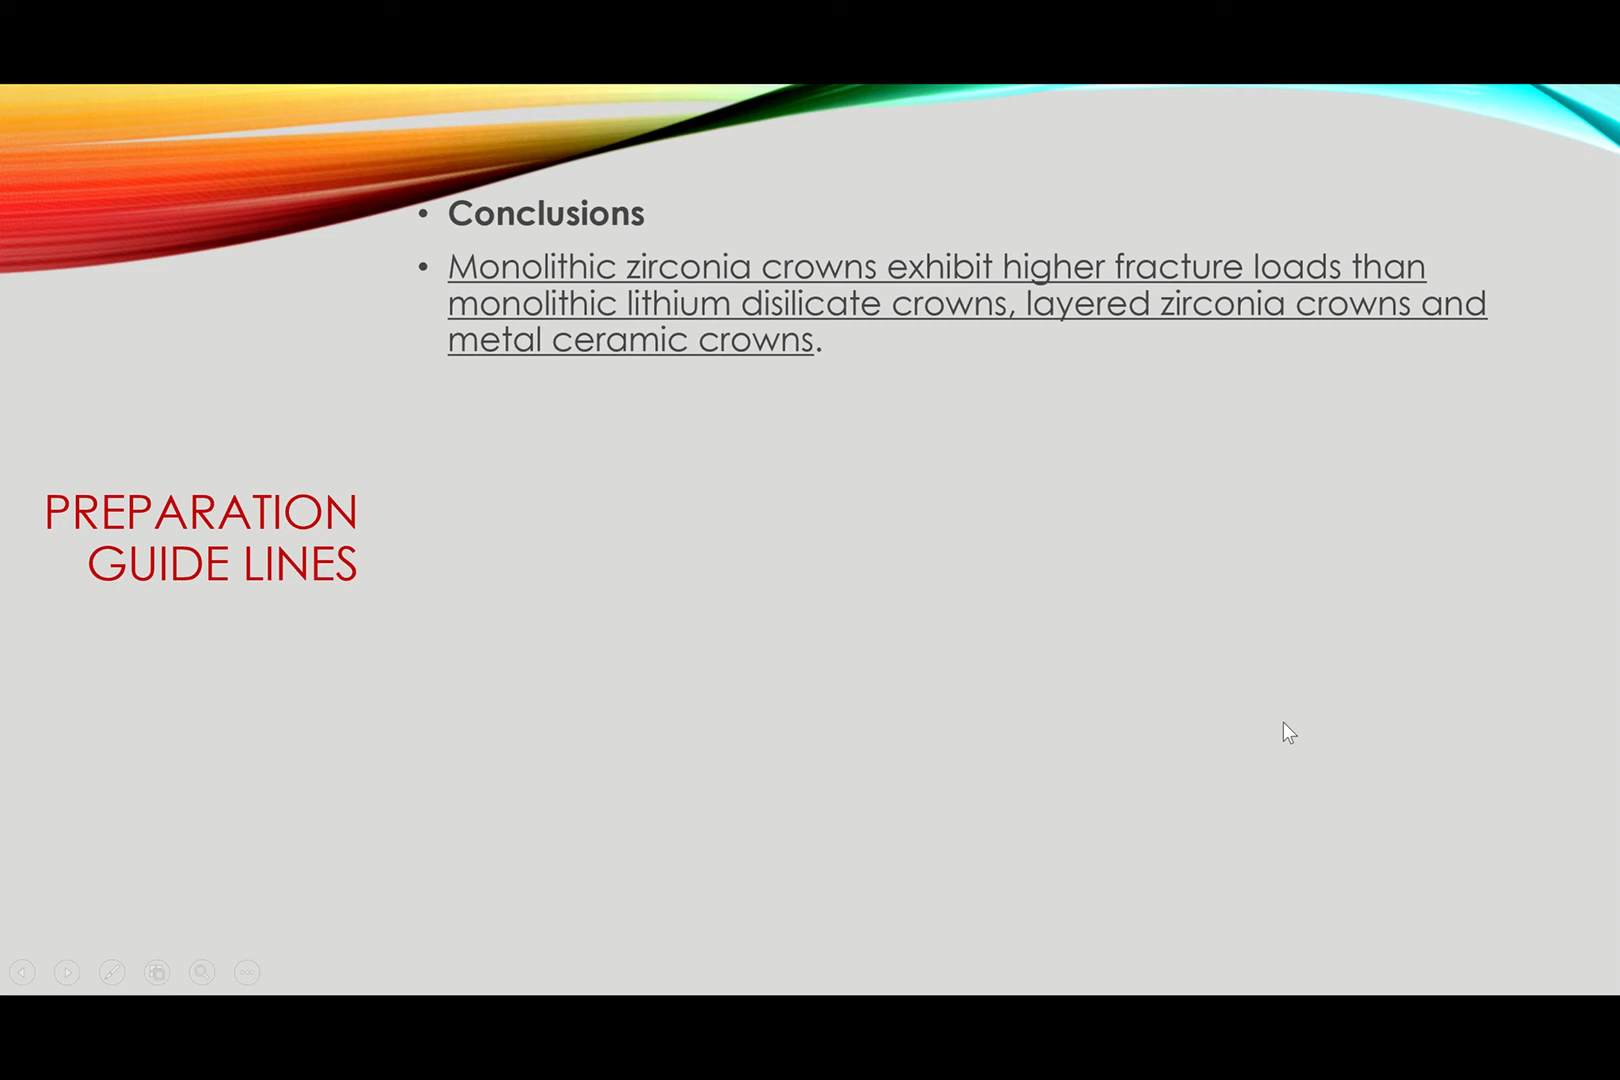 • Conclusions
• Monolithic zirconia crowns exhibit higher fracture loads than
monolithic lithium disilicate crowns, layered zirconia crowns and
metal ceramic crowns.
PREPARATION
GUIDE LINES